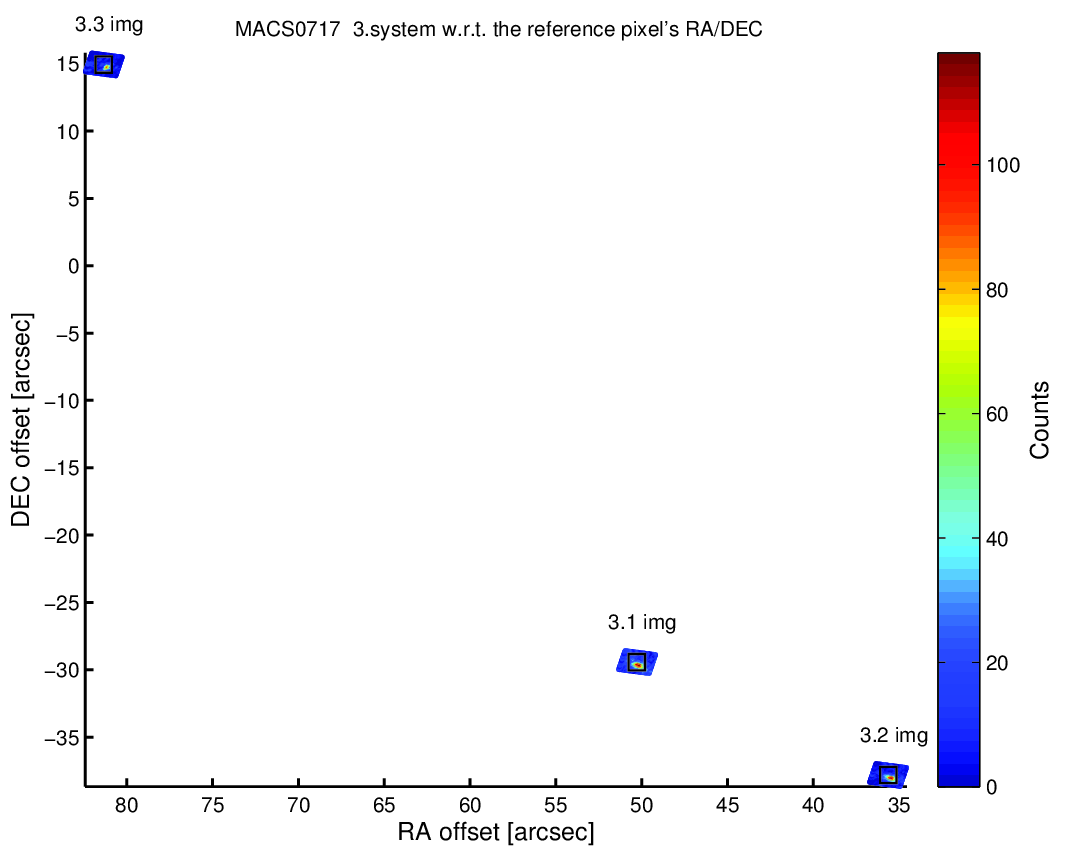 3.3 img
MACS0717  3.system w.r.t. the reference pixel's RA/DEC
15
10
5
0
−5
−10
−15
−20
−25
−30
−35
DEC offset [arcsec]
3.1 img
3.2 img
80 75 70 65 60 55 50 45 40 35
RA offset [arcsec]
100
80
60
40
20
0
Counts